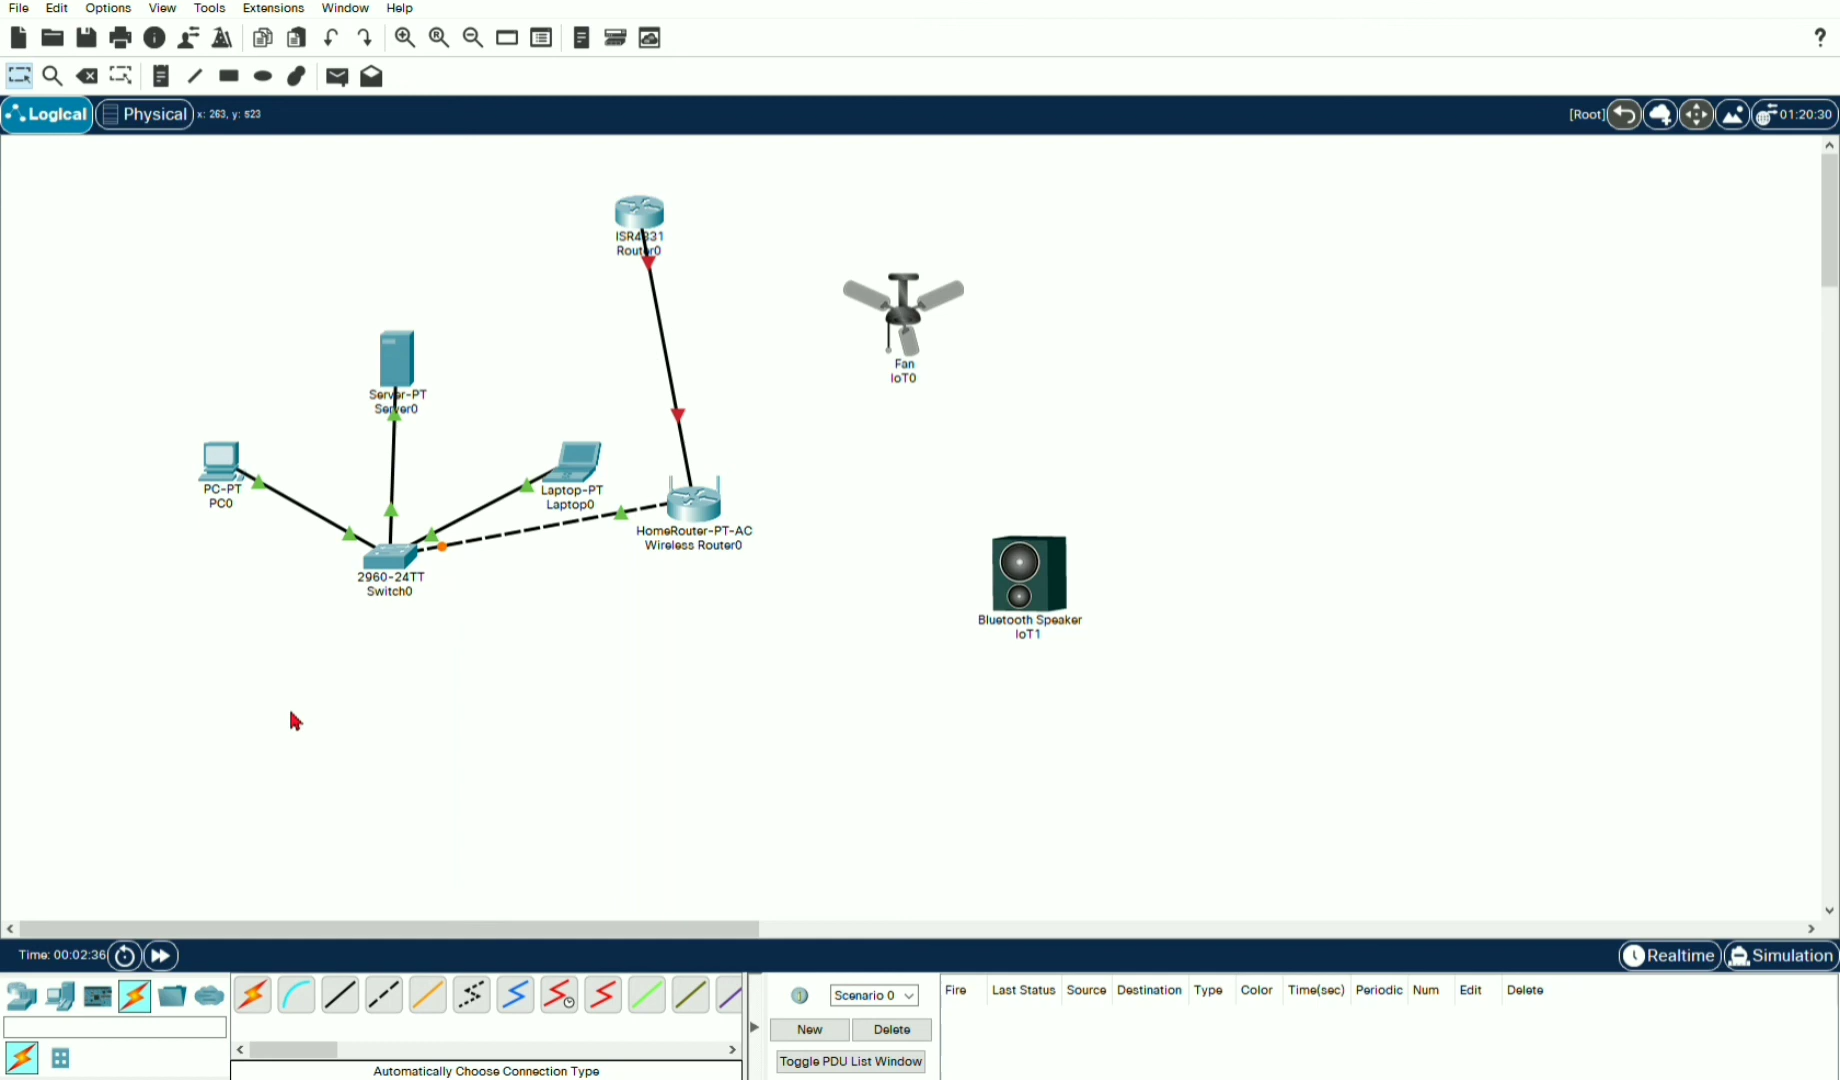 File Edit Options View Tools Extensions Window Help
?
Logical Physical x: 263, y: 523 [Root] 01:20:30
ISR4331
Router0
Fan
IoT0
Server-PT
Server0
PC-PT
PC0
Laptop-PT
Laptop0
HomeRouter-PT-AC
Wireless Router0
2960-24TT
Switch0
Bluetooth Speaker
IoT1
Time: 00:02:36 Realtime Simulation
Scenario 0
New Delete
Toggle PDU List Window
Fire Last Status Source Destination Type Color Time(sec) Periodic Num Edit Delete
Automatically Choose Connection Type